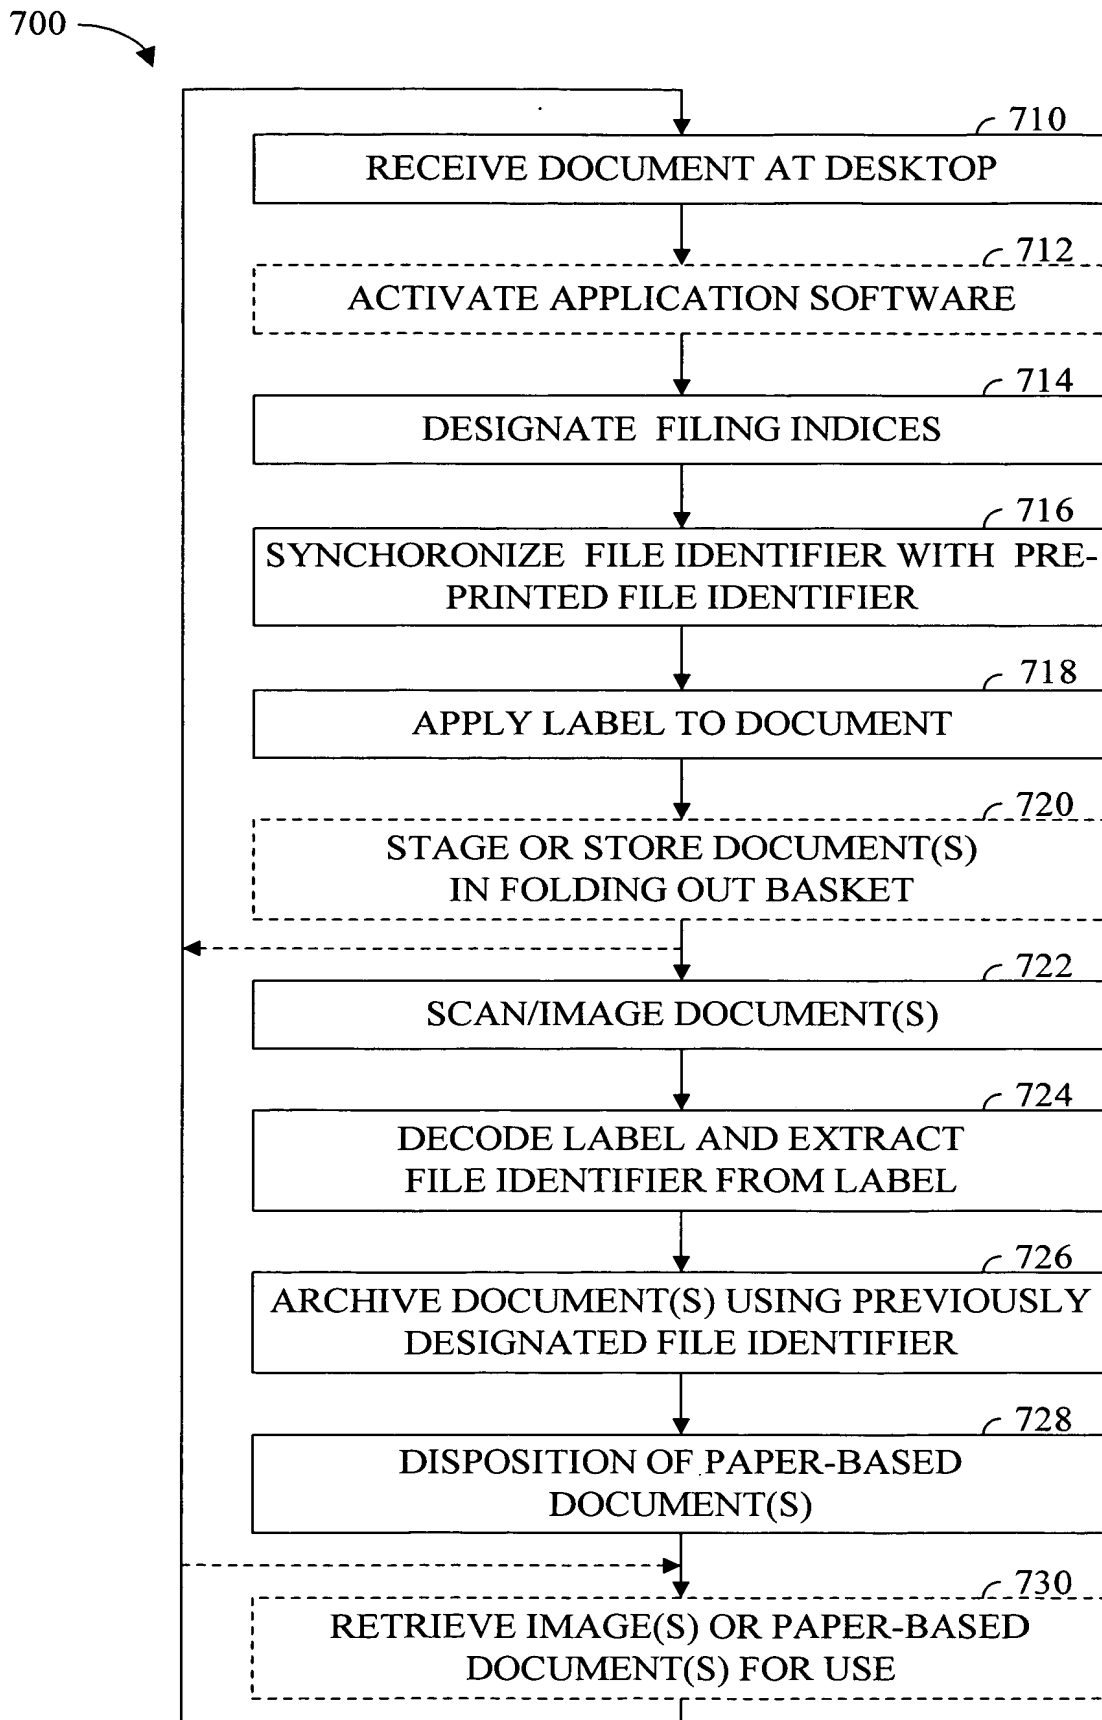 700
710
RECEIVE DOCUMENT AT DESKTOP
712
ACTIVATE APPLICATION SOFTWARE
714
DESIGNATE FILING INDICES
716
SYNCHORONIZE FILE IDENTIFIER WITH PRE-
PRINTED FILE IDENTIFIER
718
APPLY LABEL TO DOCUMENT
720
STAGE OR STORE DOCUMENT(S)
IN FOLDING OUT BASKET
722
SCAN/IMAGE DOCUMENT(S)
724
DECODE LABEL AND EXTRACT
FILE IDENTIFIER FROM LABEL
726
ARCHIVE DOCUMENT(S) USING PREVIOUSLY
DESIGNATED FILE IDENTIFIER
728
DISPOSITION OF PAPER-BASED
DOCUMENT(S)
730
RETRIEVE IMAGE(S) OR PAPER-BASED
DOCUMENT(S) FOR USE